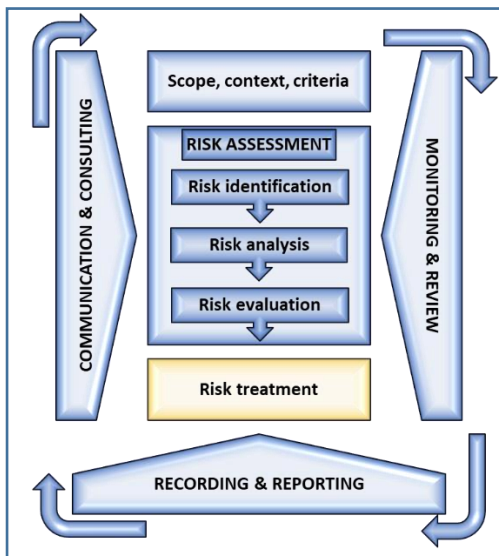 Scope, context, criteria
RISK ASSESSMENT
Risk identification
Risk analysis
Risk evaluation
Risk treatment
COMMUNICATION & CONSULTING
MONITORING & REVIEW
RECORDING & REPORTING